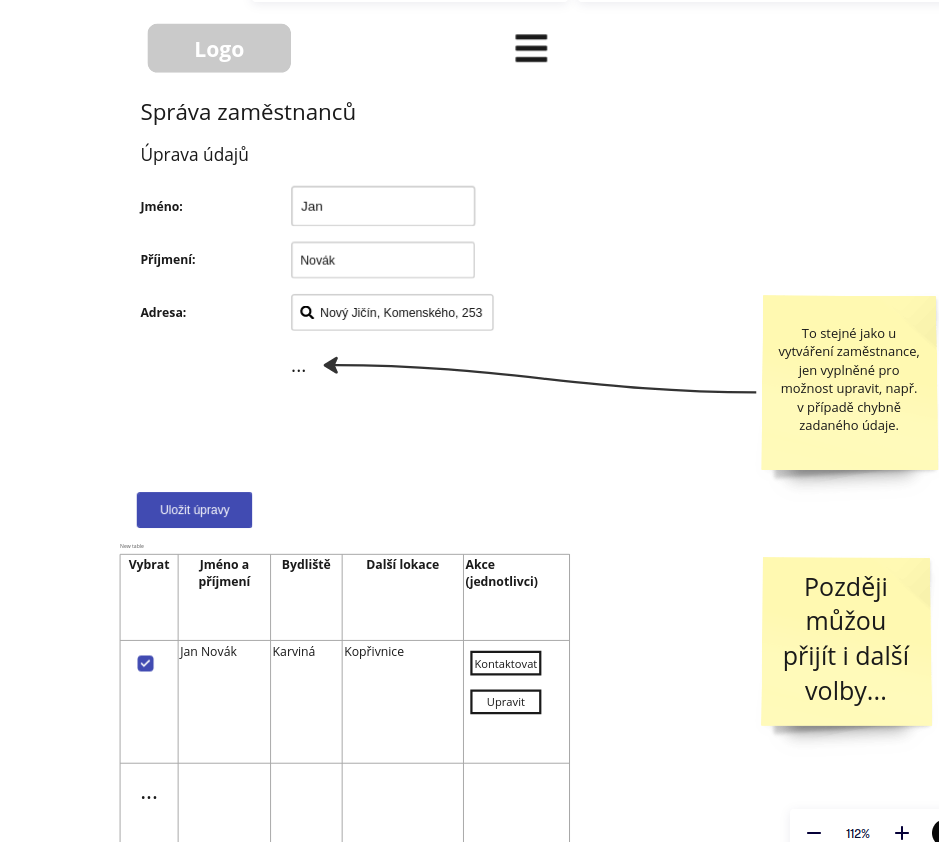 Logo
Správa zaměstnanců
Úprava údajů
Jméno:
Jan
Příjmení:
Novák
Adresa:
Nový Jičín, Komenského, 253
...
To stejné jako u
vytváření zaměstnance,
jen vyplněné pro
možnost upravit, např.
v případě chybně
zadaného údaje.
Uložit úpravy
New table
Vybrat
Jméno a
příjmení
Bydliště
Další lokace
Akce
(jednotlivci)
Jan Novák
Karviná
Kopřivnice
Kontaktovat
Upravit
...
Později
můžou
přijít i další
volby...
112%